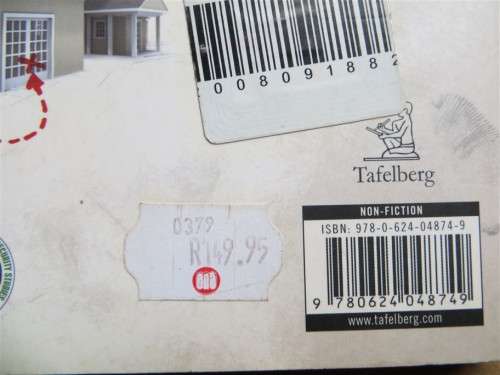 00809188
Tafelberg
0379
R149.95
NON-FICTION
ISBN: 978-0-624-04874-9
9 780624 048749
www.tafelberg.com